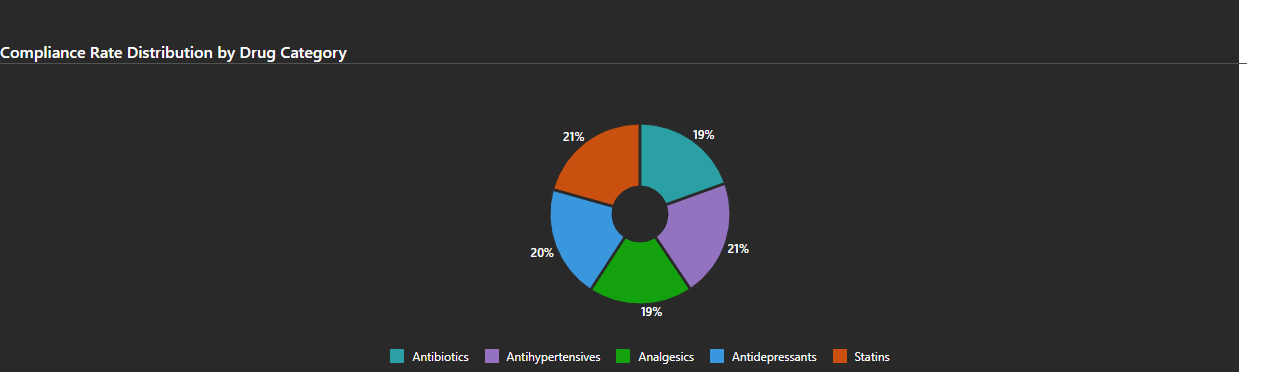 Compliance Rate Distribution by Drug Category
21%
19%
20%
21%
19%
Antibiotics Antihypertensives Analgesics Antidepressants Statins